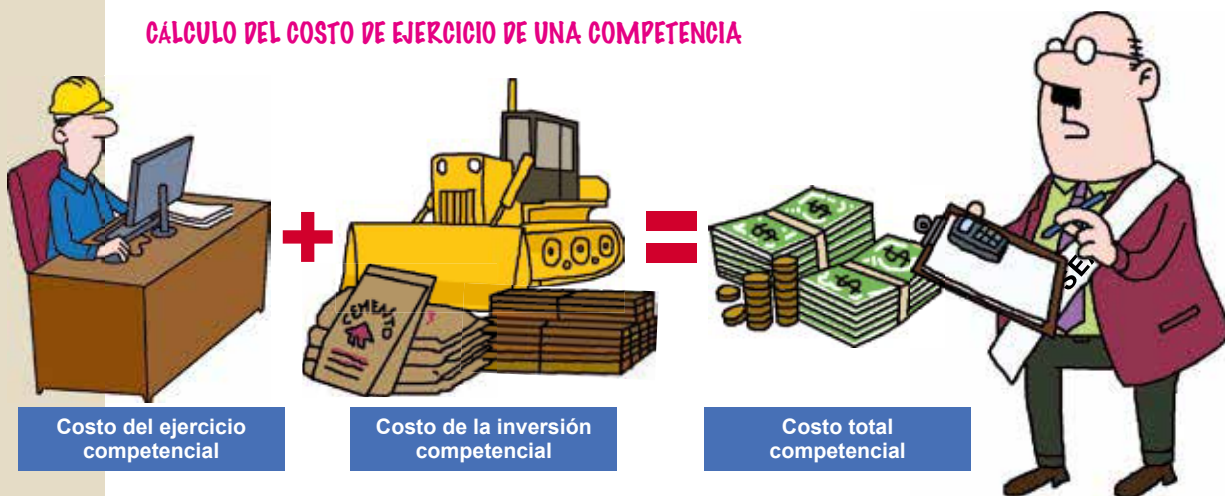 CÁLCULO DEL COSTO DE EJERCICIO DE UNA COMPETENCIA
CEMENTO
Costo del ejercicio
competencial
Costo de la inversión
competencial
Costo total
competencial